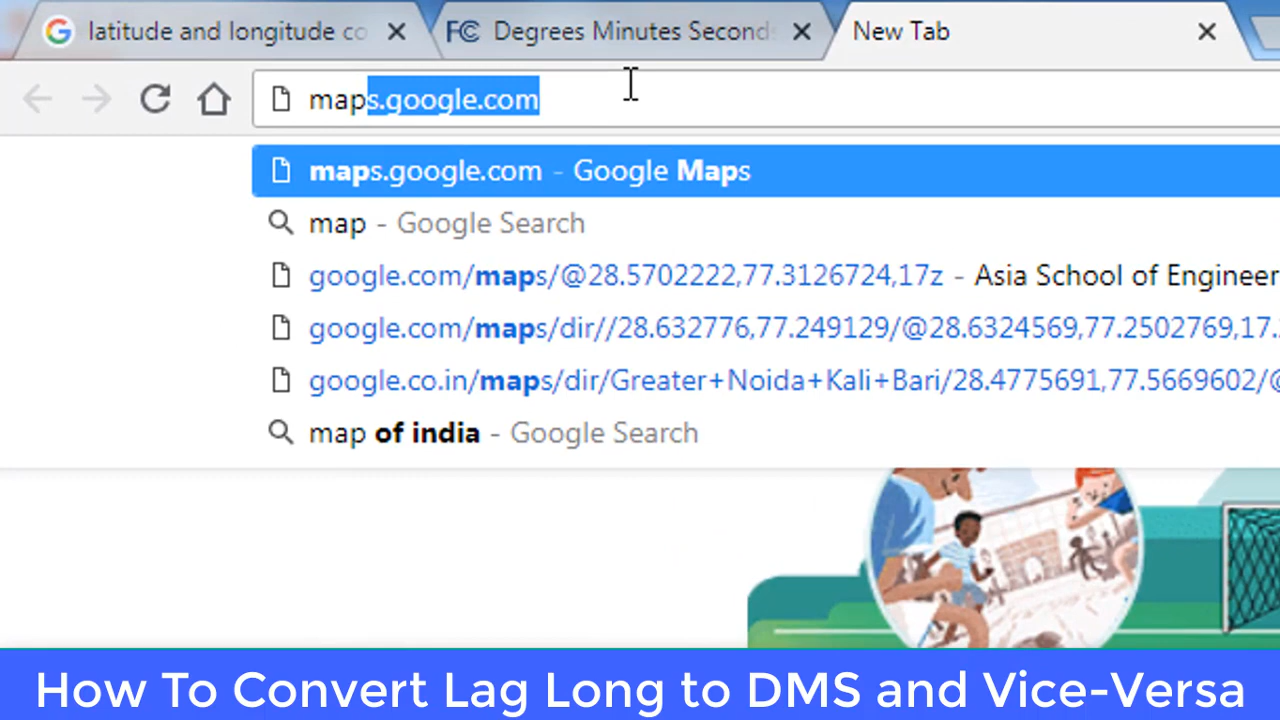 latitude and longitude co
FC Degrees Minutes Seconds
New Tab
maps.google.com
maps.google.com - Google Maps
map - Google Search
google.com/maps/@28.5702222,77.3126724,17z - Asia School of Engineer
google.com/maps/dir//28.632776,77.249129/@28.6324569,77.2502769,17.
google.co.in/maps/dir/Greater+Noida+Kali+Bari/28.4775691,77.5669602/@
map of india - Google Search
How To Convert Lag Long to DMS and Vice-Versa